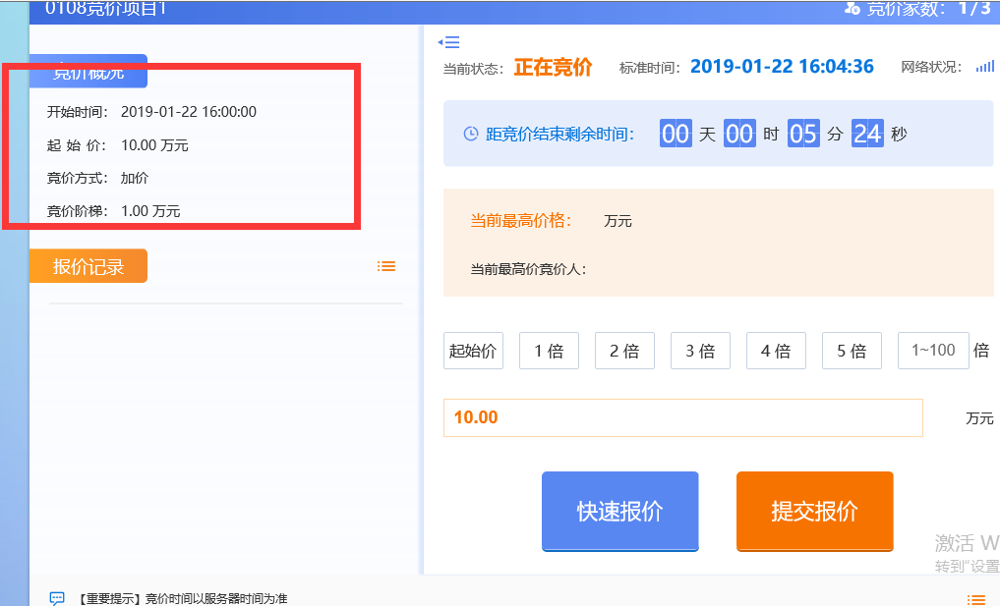 0108竞价项目1
竞价家数: 1 / 3
竞价概况
开始时间: 2019-01-22 16:00:00
起 始 价: 10.00 万元
竞价方式: 加价
竞价阶梯: 1.00 万元
报价记录
当前状态: 正在竞价 标准时间: 2019-01-22 16:04:36 网络状况:
距竞价结束剩余时间: 00 天 00 时 05 分 24 秒
当前最高价格: 万元
当前最高价竞价人:
起始价 1 倍 2 倍 3 倍 4 倍 5 倍 1~100 倍
10.00 万元
快速报价 提交报价
激活 W
转到"设置
【重要提示】竞价时间以服务器时间为准